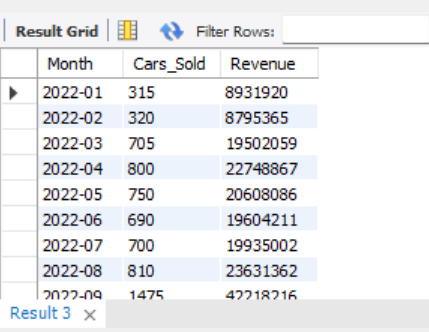 Result Grid Filter Rows:
Month Cars_Sold Revenue
2022-01 315 8931920
2022-02 320 8795365
2022-03 705 19502059
2022-04 800 22748867
2022-05 750 20608086
2022-06 690 19604211
2022-07 700 19935002
2022-08 810 23631362
2022-09 1475 42218216
Result 3 ×